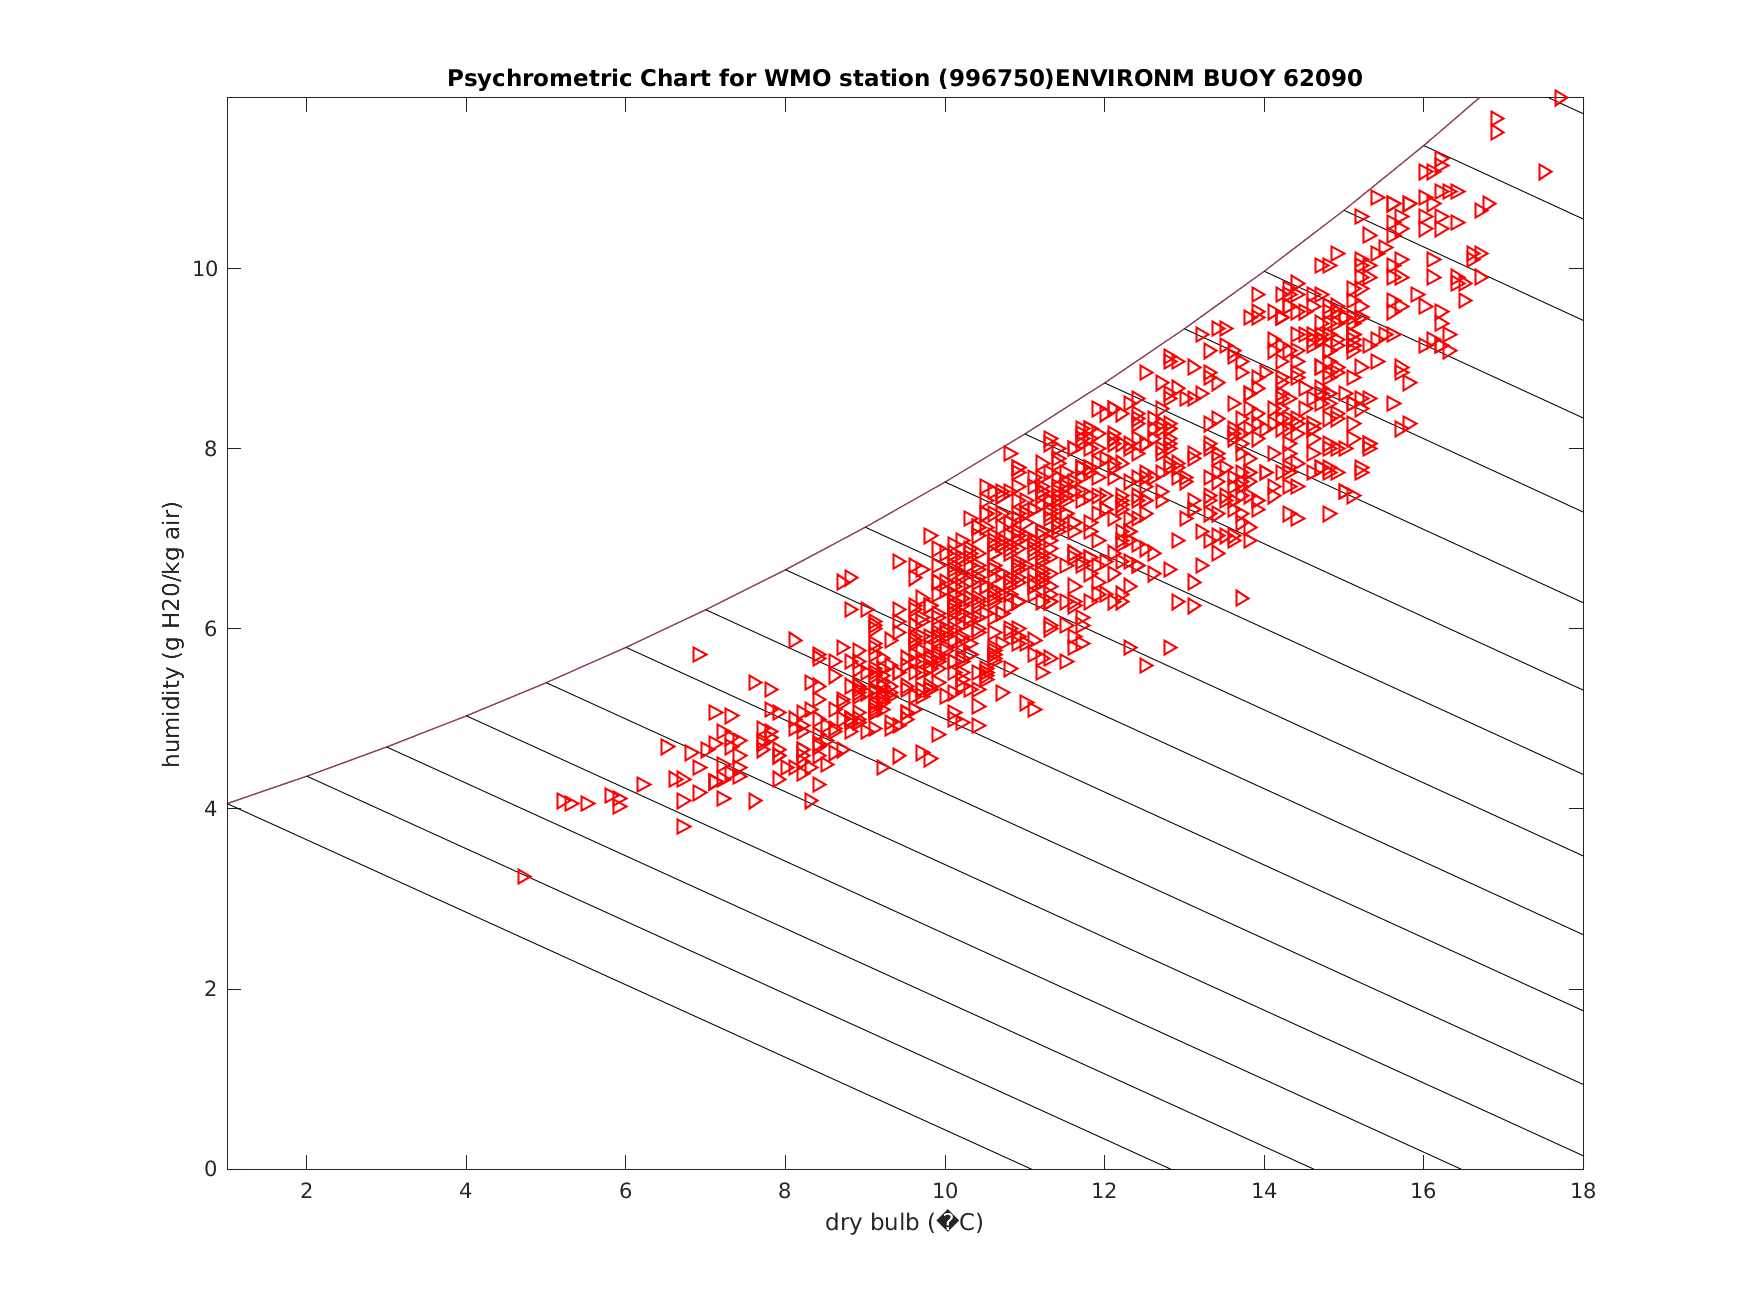 Psychrometric Chart for WMO station (996750)ENVIRONM BUOY 62090
humidity (g H20/kg air)
10
8
6
4
2
0
2 4 6 8 10 12 14 16 18
dry bulb (�C)